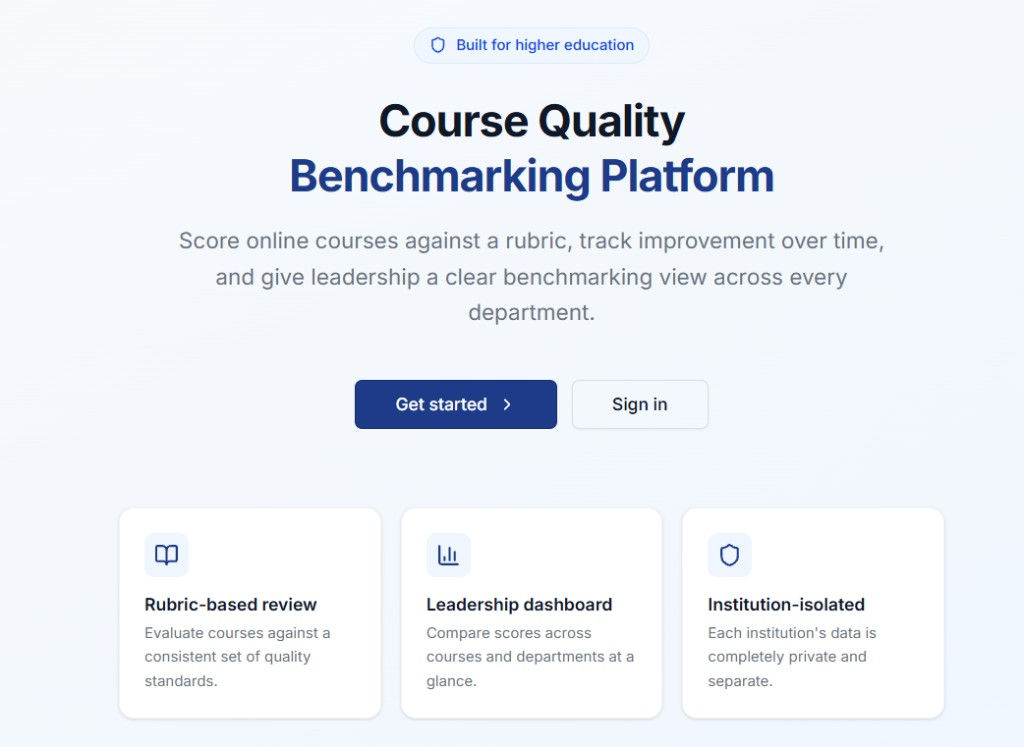 Built for higher education
Course Quality
Benchmarking Platform
Score online courses against a rubric, track improvement over time,
and give leadership a clear benchmarking view across every
department.
Get started
Sign in
Rubric-based review
Evaluate courses against a
consistent set of quality
standards.
Leadership dashboard
Compare scores across
courses and departments at a
glance.
Institution-isolated
Each institution's data is
completely private and
separate.